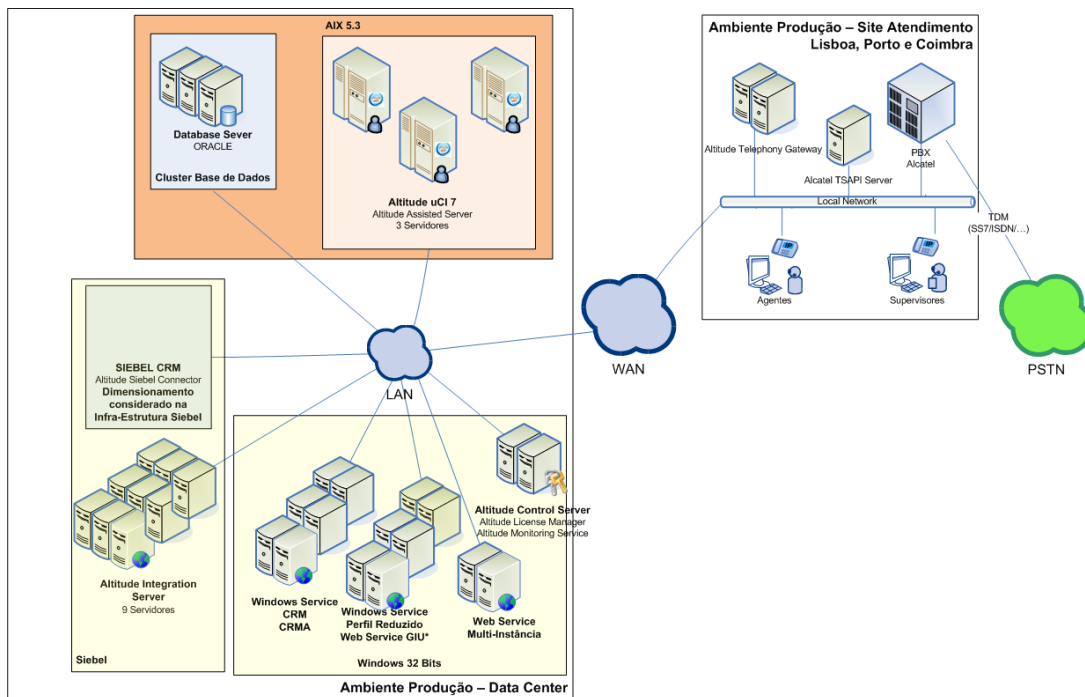 AIX 5.3
Database Sever
ORACLE
Cluster Base de Dados
Altitude uCI 7
Altitude Assisted Server
3 Servidores
Ambiente Produção – Site Atendimento
Lisboa, Porto e Coimbra
Altitude Telephony Gateway
Alcatel TSAPI Server
PBX
Alcatel
Local Network
TDM
(SS7/ISDN/…)
IP
IP
Agentes
Supervisores
WAN
PSTN
LAN
SIEBEL CRM
Altitude Siebel Connector
Dimensionamento
considerado na
Infra-Estrutura Siebel
Altitude Integration
Server
9 Servidores
Siebel
Altitude Control Server
Altitude License Manager
Altitude Monitoring Service
Windows Service
CRM
CRMA
Windows Service
Perfil Reduzido
Web Service GIU*
Web Service
Multi-Instância
Windows 32 Bits
Ambiente Produção – Data Center